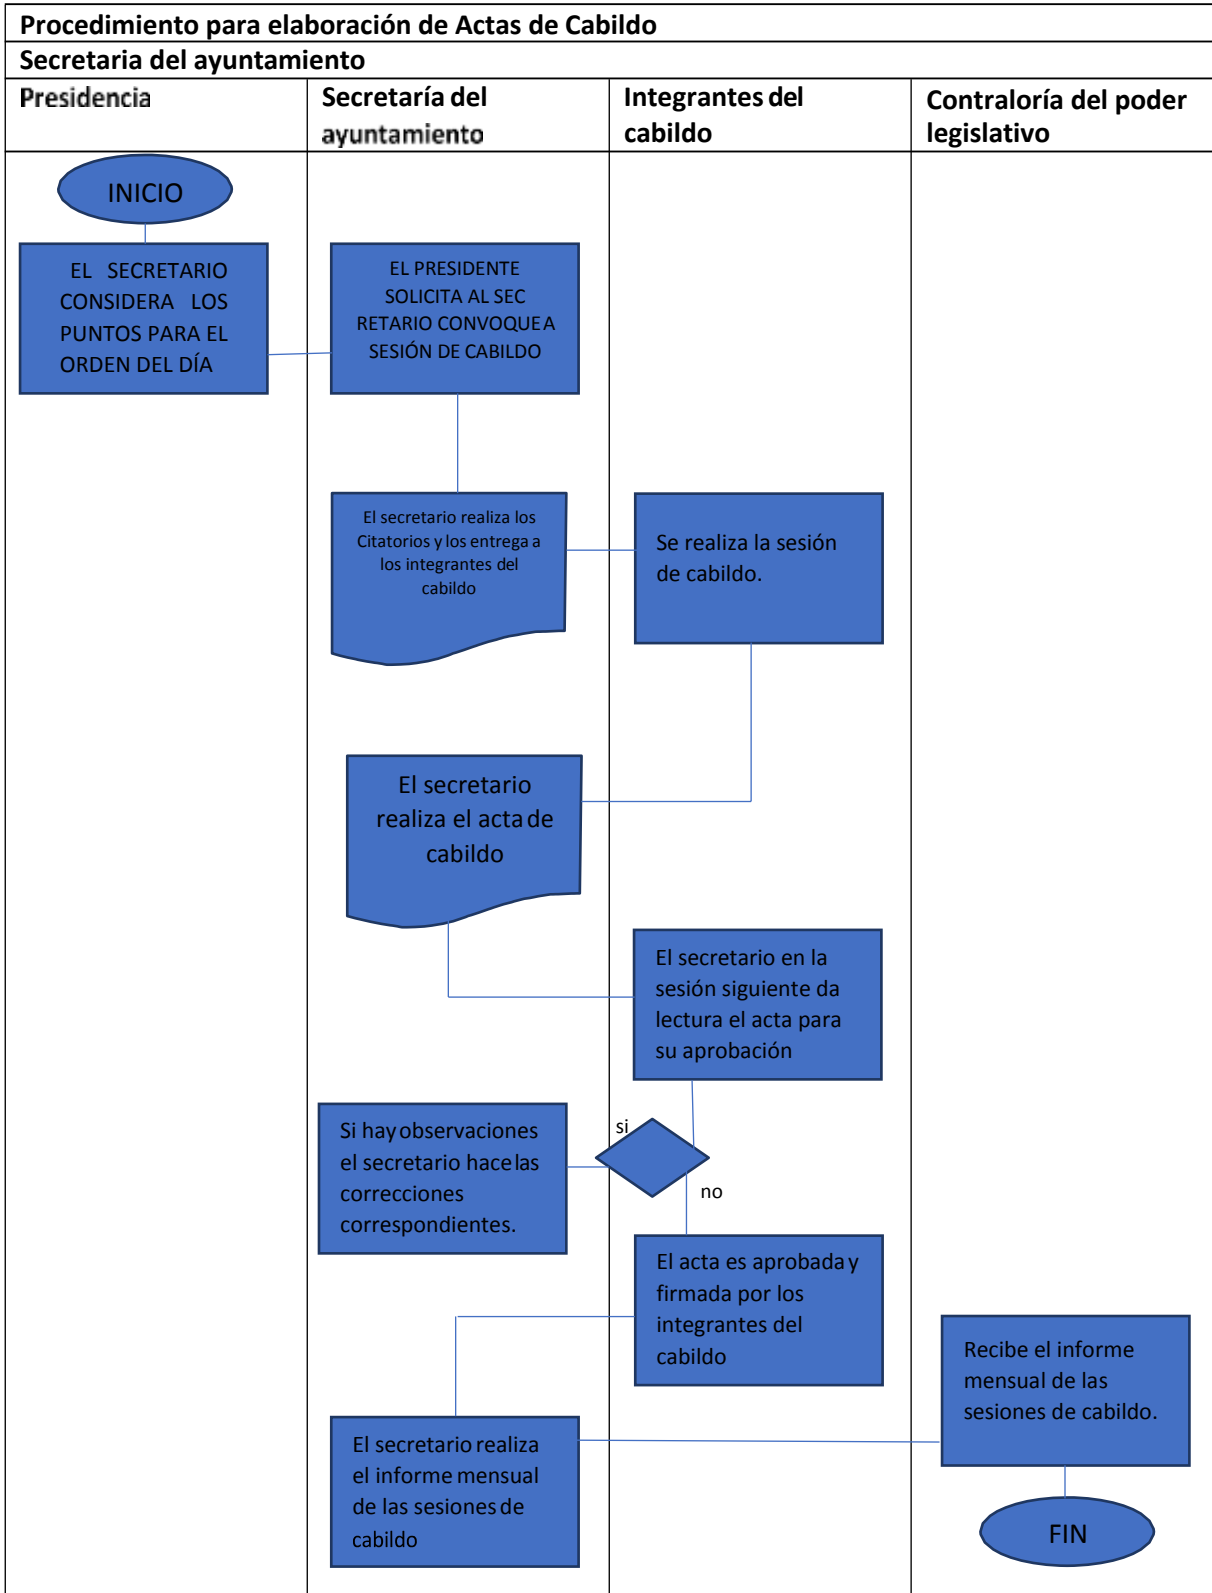 Procedimiento para elaboración de Actas de Cabildo
Secretaria del ayuntamiento
Presidencia
Secretaría del
ayuntamiento
Integrantes del
cabildo
Contraloría del poder
legislativo
INICIO
EL SECRETARIO
CONSIDERA LOS
PUNTOS PARA EL
ORDEN DEL DÍA
EL PRESIDENTE
SOLICITA AL SEC
RETARIO CONVOQUE A
SESIÓN DE CABILDO
El secretario realiza los
Citatorios y los entrega a
los integrantes del
cabildo
Se realiza la sesión
de cabildo.
El secretario
realiza el acta de
cabildo
El secretario en la
sesión siguiente da
lectura el acta para
su aprobación
si
Si hay observaciones
el secretario hace las
correcciones
correspondientes.
no
El acta es aprobada y
firmada por los
integrantes del
cabildo
El secretario realiza
el informe mensual
de las sesiones de
cabildo
Recibe el informe
mensual de las
sesiones de cabildo.
FIN